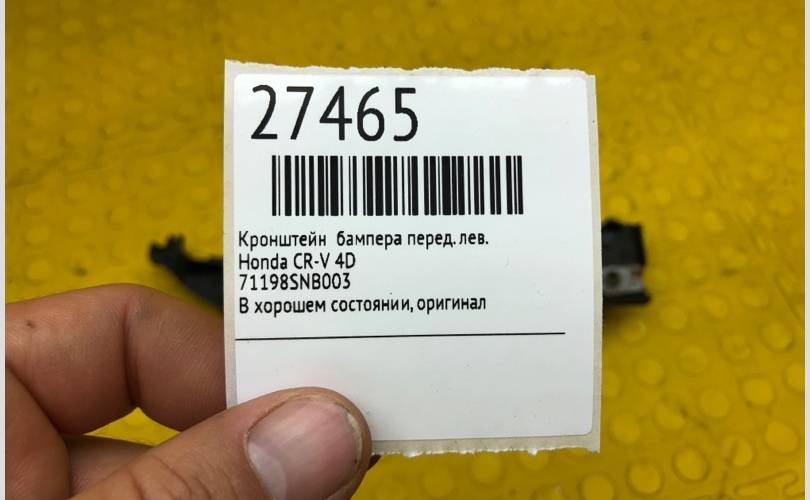 27465
Кронштейн бампера перед. лев.
Honda CR-V 4D
71198SNB003
В хорошем состоянии, оригинал